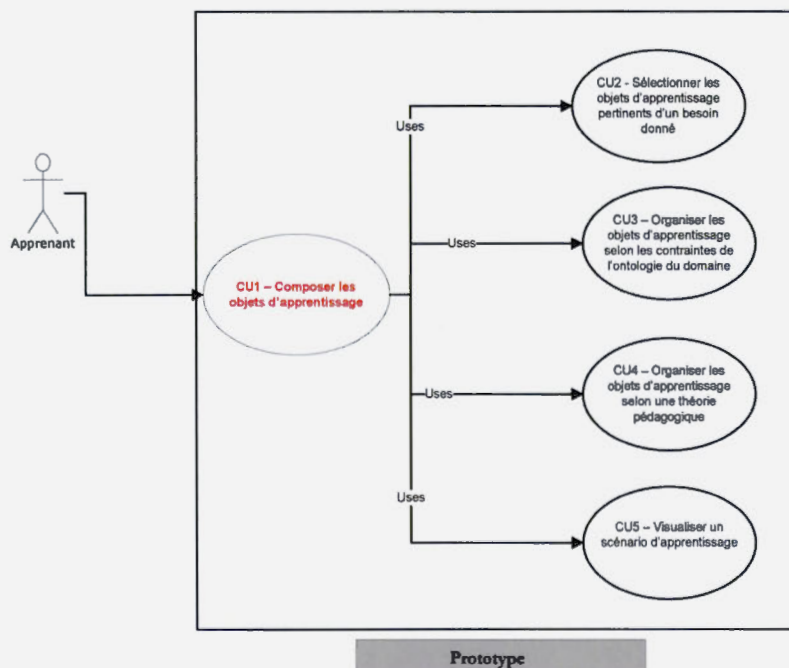 CU2 - Sélectionner les
objets d'apprentissage
pertinents d'un besoin
donné
Uses
Apprenant
CU3 – Organiser les
objets d'apprentissage
selon les contraintes de
l'ontologie du domaine
Uses
CU1 – Composer les
objets d'apprentissage
CU4 – Organiser les
objets d'apprentissage
selon une théorie
pédagogique
Uses
Uses
CU5 – Visualiser un
scénario d'apprentissage
Prototype